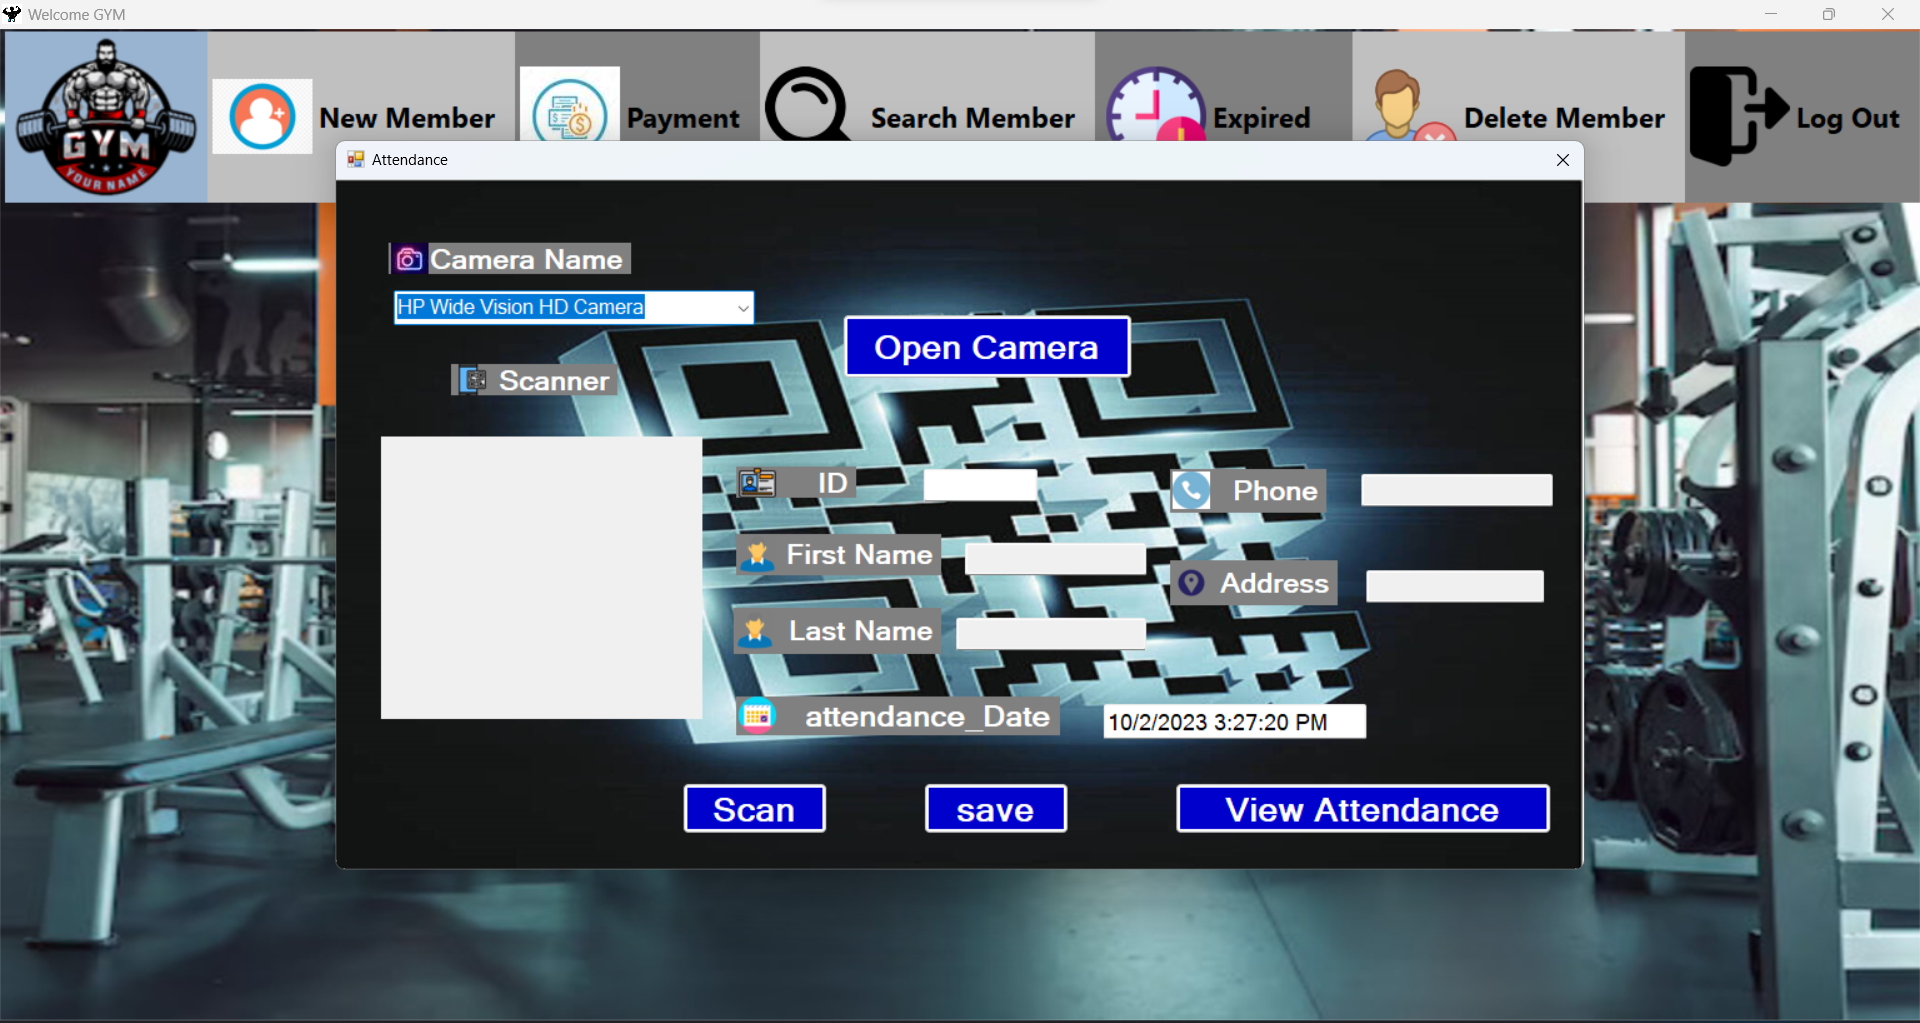 Welcome GYM
GYM
YOUR NAME
New Member
Payment
Search Member
Expired
Delete Member
Log Out
Attendance
Camera Name
HP Wide Vision HD Camera
Open Camera
Scanner
ID
Phone
First Name
Address
Last Name
attendance_Date
10/2/2023 3:27:20 PM
Scan
save
View Attendance